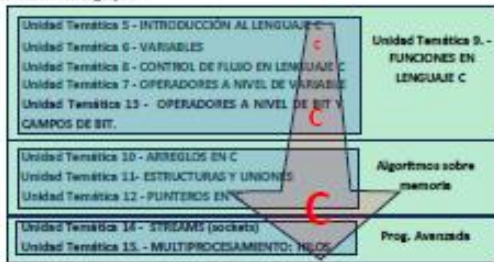 Unidad Temática 5 - INTRODUCCIÓN AL LENGUAJE C
Unidad Temática 6 - VARIABLES
Unidad Temática 8 - CONTROL DE FLUJO EN LENGUAJE C
Unidad Temática 7 - OPERADORES A NIVEL DE VARIABLE
Unidad Temática 13 - OPERADORES A NIVEL DE BIT Y
CAMPOS DE BIT.
C
C
Unidad Temática 9. -
FUNCIONES EN
LENGUAJE C
Unidad Temática 10 - ARREGLOS EN C
Unidad Temática 11- ESTRUCTURAS Y UNIONES
Unidad Temática 12 - PUNTEROS EN
C
Algoritmos sobre
memoria
Unidad Temática 14 - STREAMS (sockets)
Unidad Temática 15. - MULTIPROCESAMIENTO: HILOS
Prog. Avanzada